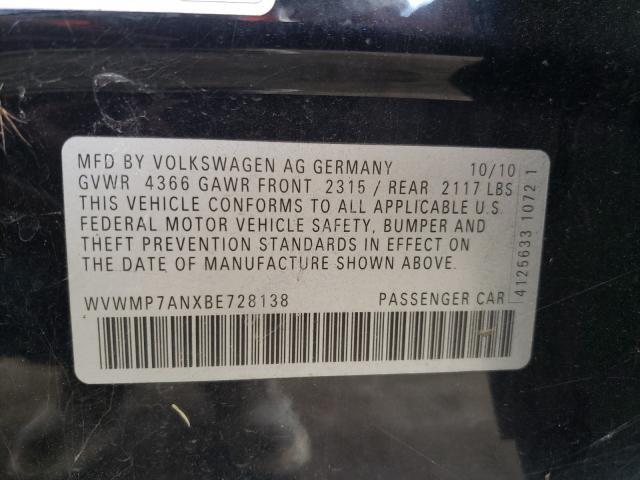 MFD BY VOLKSWAGEN AG GERMANY 10/10
GVWR 4366 GAWR FRONT 2315 / REAR 2117 LBS
THIS VEHICLE CONFORMS TO ALL APPLICABLE U.S.
FEDERAL MOTOR VEHICLE SAFETY, BUMPER AND
THEFT PREVENTION STANDARDS IN EFFECT ON
THE DATE OF MANUFACTURE SHOWN ABOVE.
WVWMP7ANXBE728138 PASSENGER CAR
4125633 1072 1